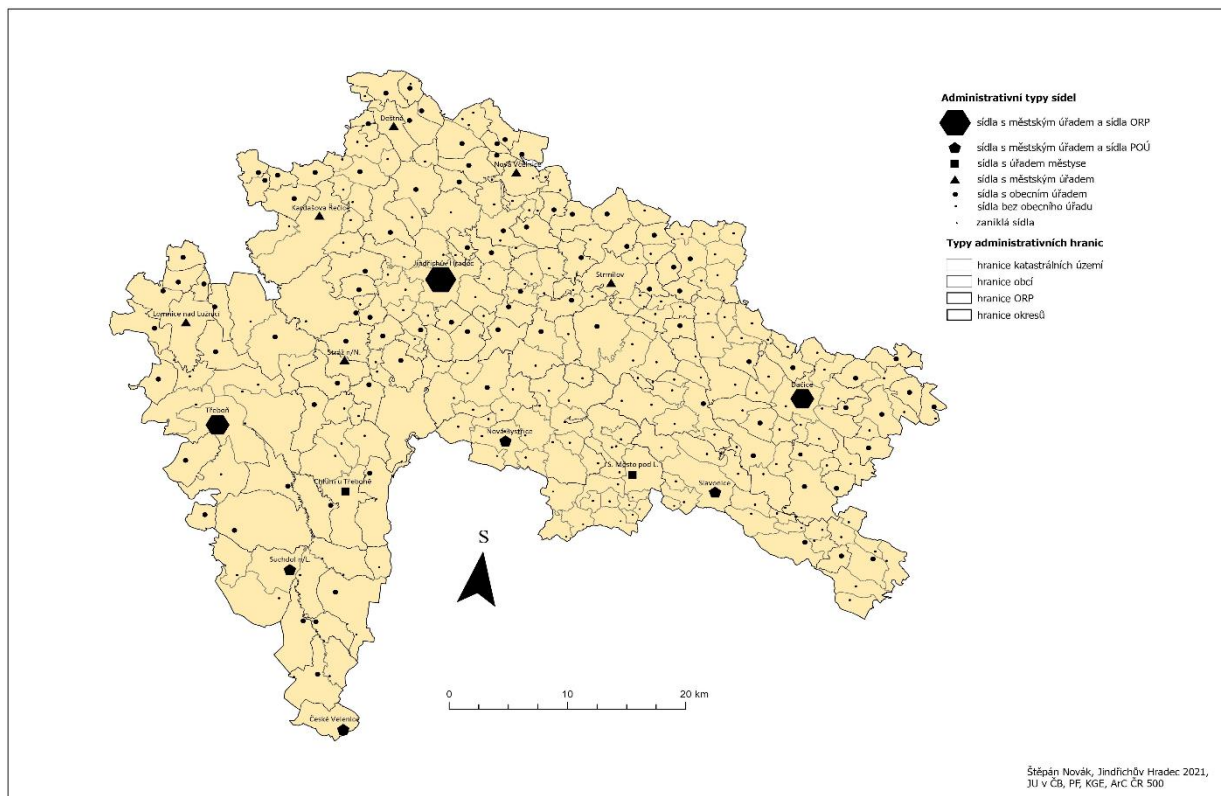 Administrativní typy sídel
sídla s městským úřadem a sídla ORP
sídla s městským úřadem a sídla POÚ
sídla s úřadem městyse
sídla s městským úřadem
sídla s obecním úřadem
sídla bez obecního úřadu
zaniklá sídla
Typy administrativních hranic
hranice katastrálních území
hranice obcí
hranice ORP
hranice okresů
Deštná
Nová Včelnice
Kardašova Řečice
Jindřichův Hradec
Strmilov
Lomnice nad Lužnicí
Stráž n/N.
Dačice
Třeboň
Nová Bystřice
S. Město pod L.
Slavonice
Chlum u Třeboně
S
Suchdol n/L.
České Velenice
0 10 20 km
Štěpán Novák, Jindřichův Hradec 2021,
JU v ČB, PF, KGE, ArC ČR 500